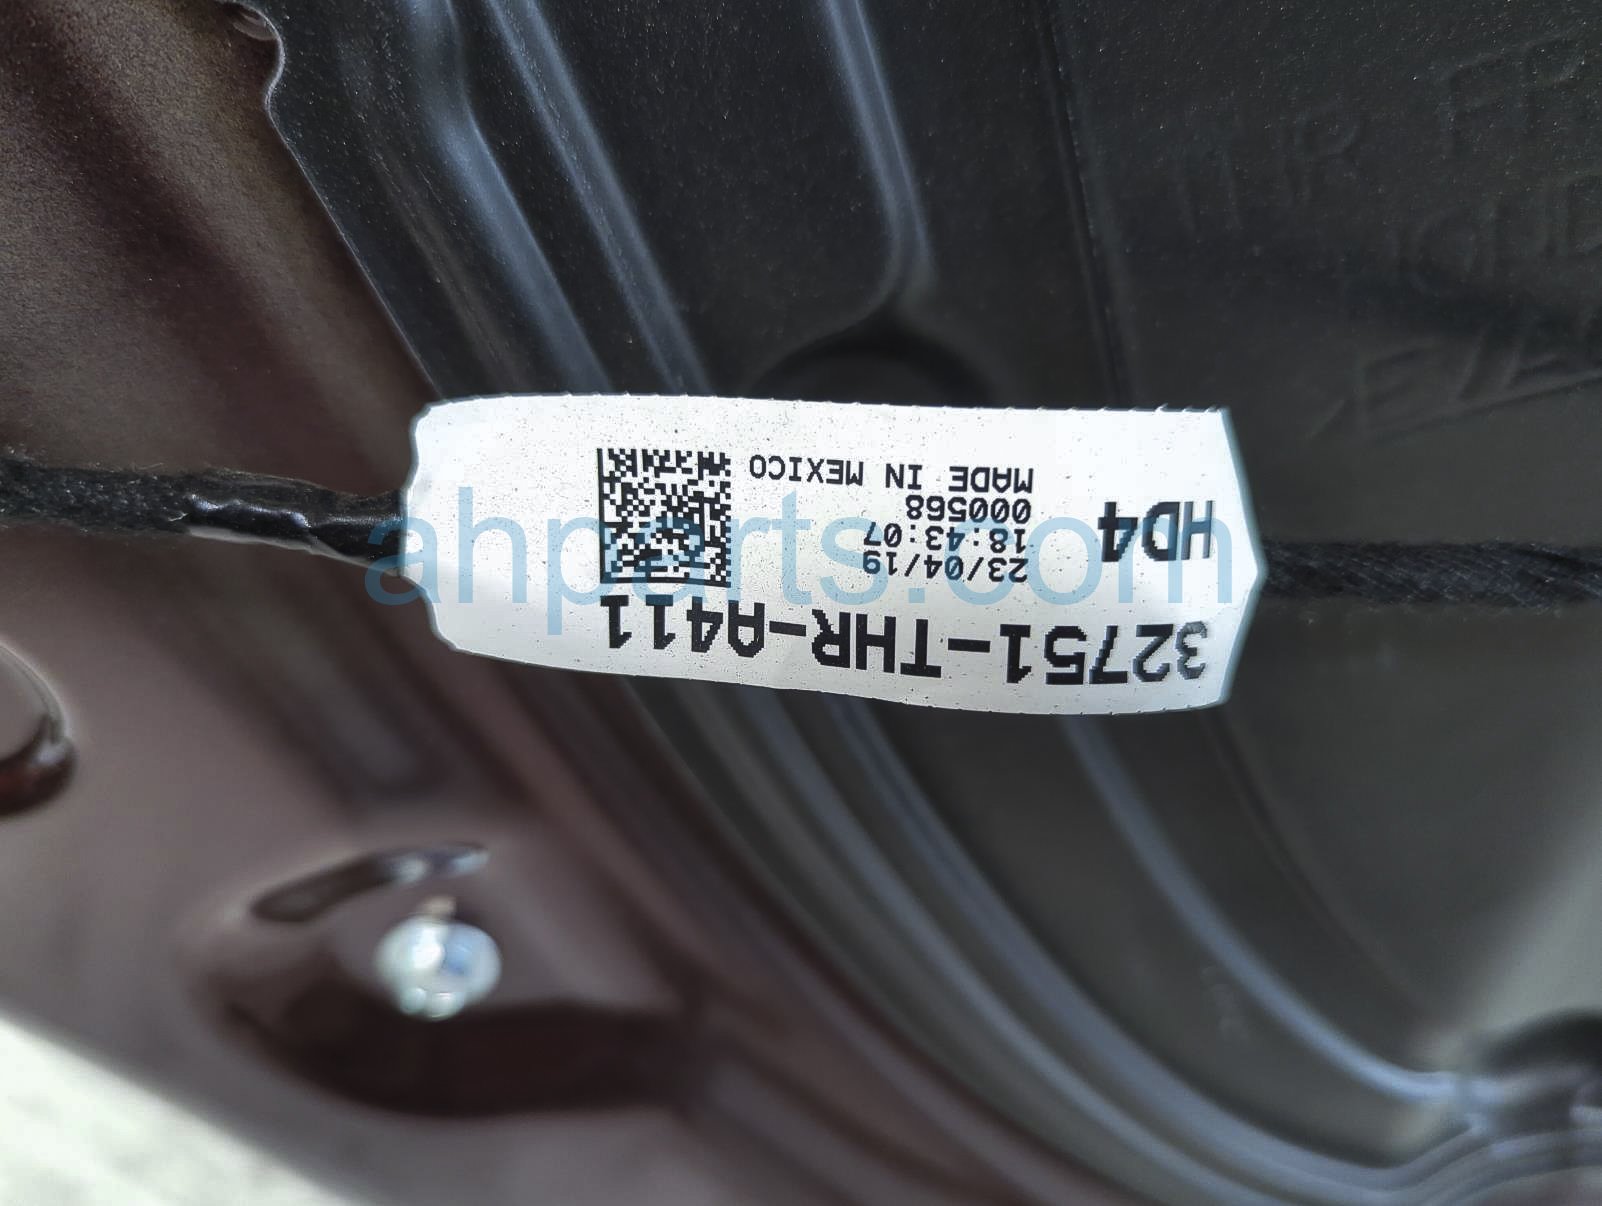 32751-THR-A411
HD4
23/04/19
18:43:07
000568
MADE IN MEXICO
ahparts.com